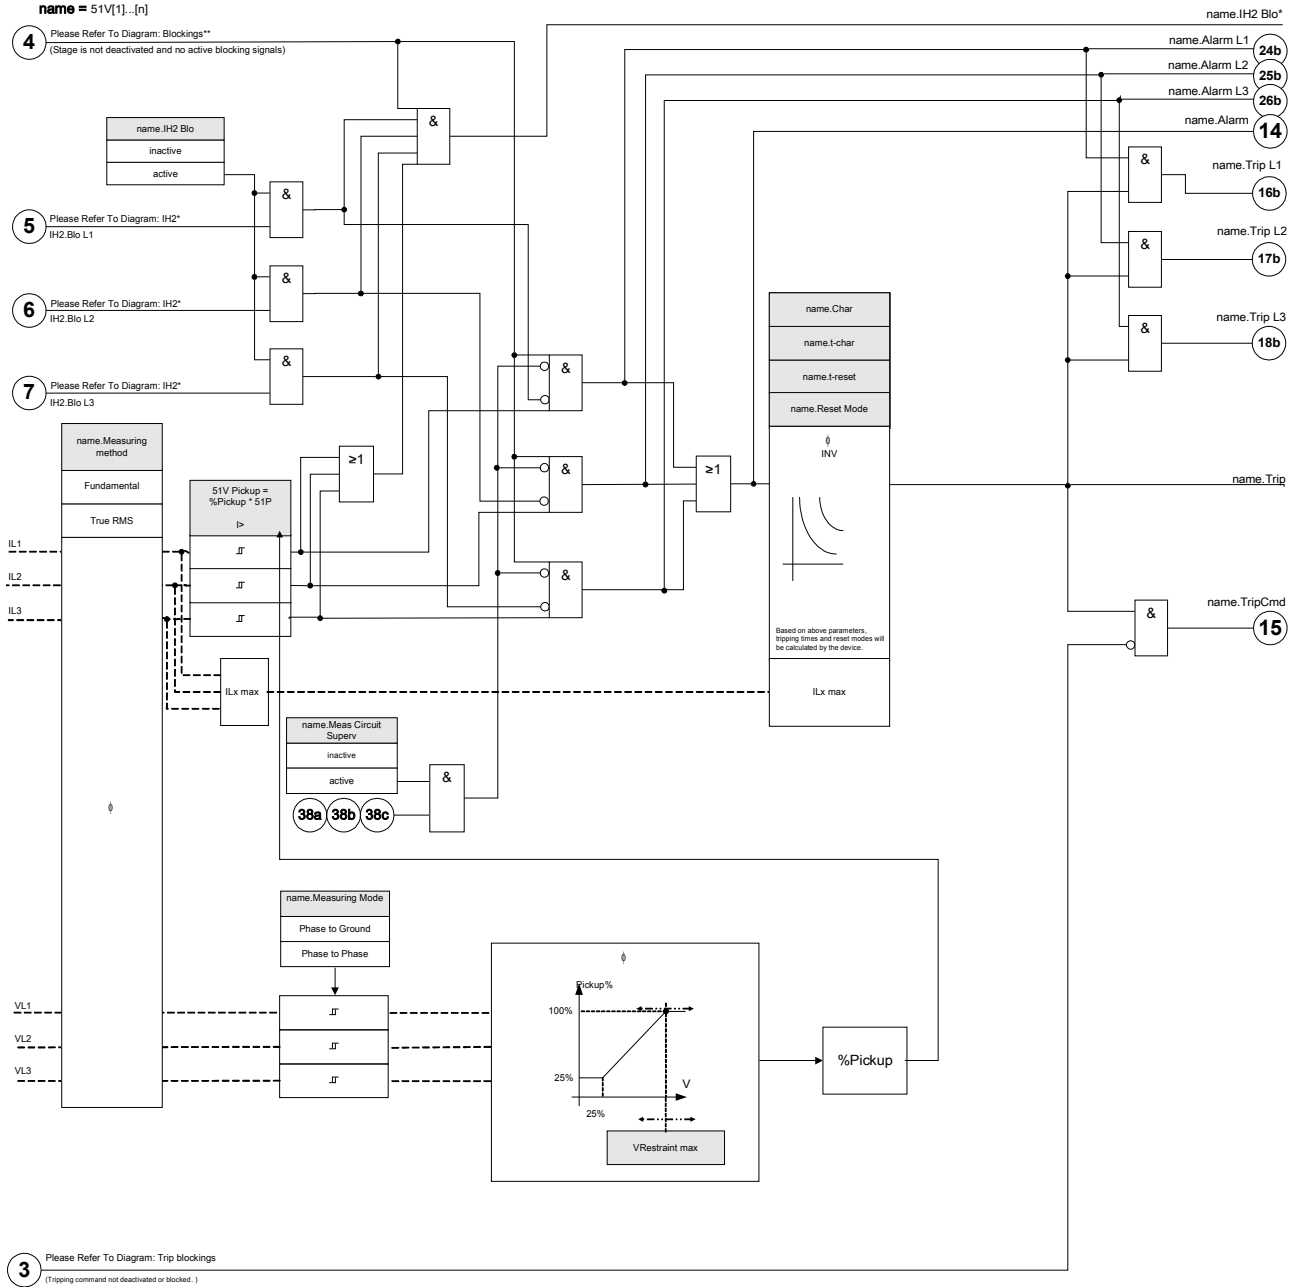 name = 51V[1]...[n]
name.IH2 Blo*
4
Please Refer To Diagram: Blockings**
(Stage is not deactivated and no active blocking signals)
name.Alarm L1
24b
name.Alarm L2
25b
name.Alarm L3
26b
name.Alarm
14
name.IH2 Blo
inactive
active
&
&
name.Trip L1
16b
&
5
Please Refer To Diagram: IH2*
IH2.Blo L1
name.Trip L2
17b
&
&
6
Please Refer To Diagram: IH2*
IH2.Blo L2
name.Trip L3
18b
&
&
7
Please Refer To Diagram: IH2*
IH2.Blo L3
name.Char
name.t-char
name.t-reset
name.Reset Mode
ϕ
INV
&
&
&
name.Measuring
method
Fundamental
True RMS
≥1
≥1
51V Pickup =
%Pickup * 51P
I>
name.Trip
IL1
IL2
IL3
name.TripCmd
15
&
Based on above parameters,
tripping times and reset modes will
be calculated by the device.
ILx max
ILx max
name.Meas Circuit
Superv
inactive
active
&
38a
38b
38c
ϕ
name.Measuring Mode
Phase to Ground
Phase to Phase
VL1
VL2
VL3
ϕ
Pickup%
100%
25%
V
25%
VRestraint max
%Pickup
3
Please Refer To Diagram: Trip blockings
(Tripping command not deactivated or blocked. )